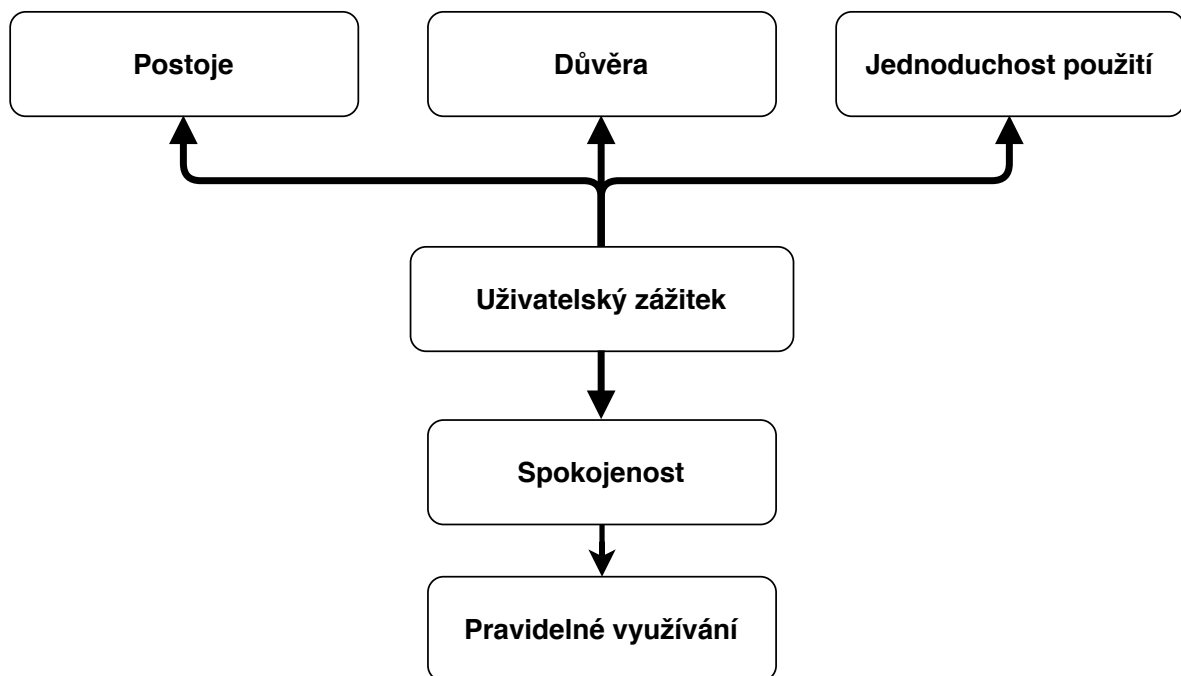 Postoje
Důvěra
Jednoduchost použití
Uživatelský zážitek
Spokojenost
Pravidelné využívání